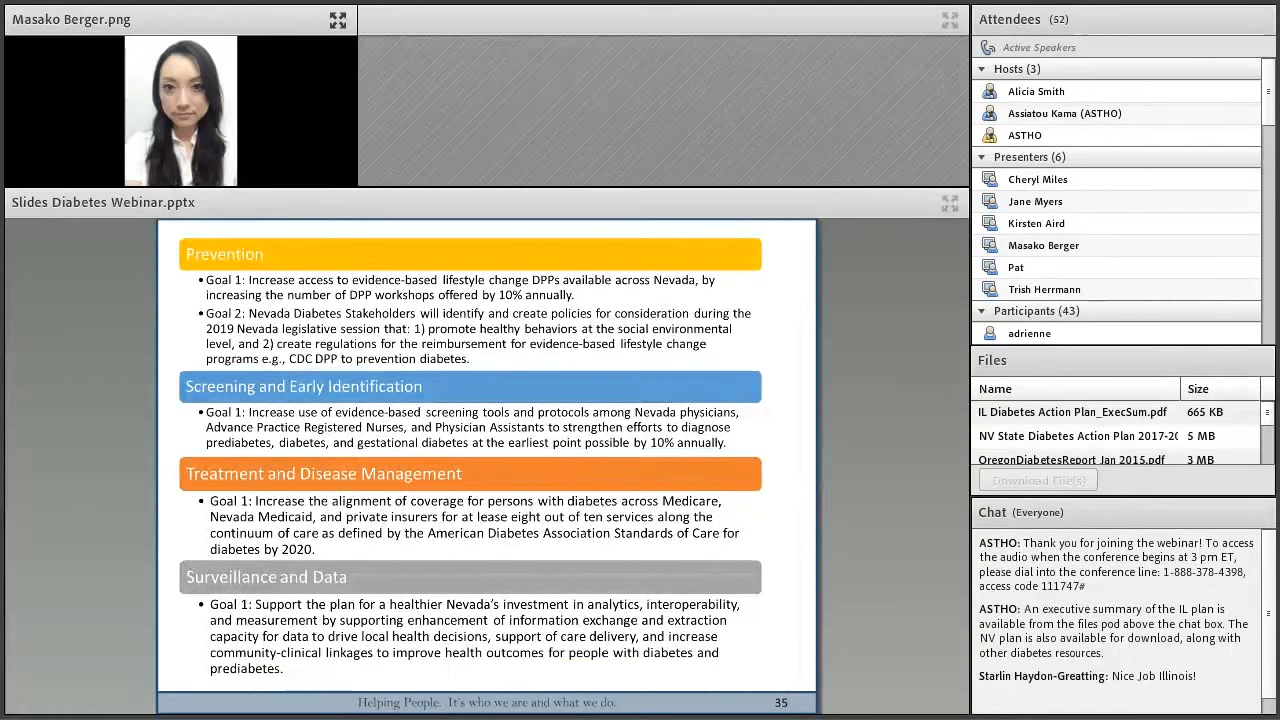 Masako Berger.png
Slides Diabetes Webinar.pptx
Prevention
•Goal 1: Increase access to evidence-based lifestyle change DPPs available across Nevada, by
increasing the number of DPP workshops offered by 10% annually.
•Goal 2: Nevada Diabetes Stakeholders will identify and create policies for consideration during the
2019 Nevada legislative session that: 1) promote healthy behaviors at the social environmental
level, and 2) create regulations for the reimbursement for evidence-based lifestyle change
programs e.g., CDC DPP to prevention diabetes.
Screening and Early Identification
•Goal 1: Increase use of evidence-based screening tools and protocols among Nevada physicians,
Advance Practice Registered Nurses, and Physician Assistants to strengthen efforts to diagnose
prediabetes, diabetes, and gestational diabetes at the earliest point possible by 10% annually.
Treatment and Disease Management
• Goal 1: Increase the alignment of coverage for persons with diabetes across Medicare,
Nevada Medicaid, and private insurers for at lease eight out of ten services along the
continuum of care as defined by the American Diabetes Association Standards of Care for
diabetes by 2020.
Surveillance and Data
• Goal 1: Support the plan for a healthier Nevada's investment in analytics, interoperability,
and measurement by supporting enhancement of information exchange and extraction
capacity for data to drive local health decisions, support of care delivery, and increase
community-clinical linkages to improve health outcomes for people with diabetes and
prediabetes.
Helping People. It's who we are and what we do.
35
Attendees (52)
Active Speakers
Hosts (3)
Alicia Smith
Assiatou Kama (ASTHO)
ASTHO
Presenters (6)
Cheryl Miles
Jane Myers
Kirsten Aird
Masako Berger
Pat
Trish Herrmann
Participants (43)
adrienne
Files
Name Size
IL Diabetes Action Plan_ExecSum.pdf 665 KB
NV State Diabetes Action Plan 2017-20 5 MB
OregonDiabetesReport Jan 2015.pdf 3 MB
Download File(s)
Chat (Everyone)
ASTHO: Thank you for joining the webinar! To access
the audio when the conference begins at 3 pm ET,
please dial into the conference line: 1-888-378-4398,
access code 111747#
ASTHO: An executive summary of the IL plan is
available from the files pod above the chat box. The
NV plan is also available for download, along with
other diabetes resources.
Starlin Haydon-Greatting: Nice Job Illinois!